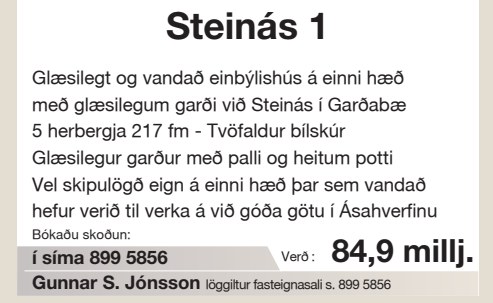 Steinás 1
Glæsilegt og vandað einbýlishús á einni hæð
með glæsilegum garði við Steinás í Garðabæ
5 herbergja 217 fm - Tvöfaldur bílskúr
Glæsilegur garður með palli og heitum potti
Vel skipulögð eign á einni hæð þar sem vandað
hefur verið til verka á við góða götu í Ásahverfinu
Bókaðu skoðun:
í síma 899 5856 Verð: 84,9 millj.
Gunnar S. Jónsson löggiltur fasteignasali s. 899 5856